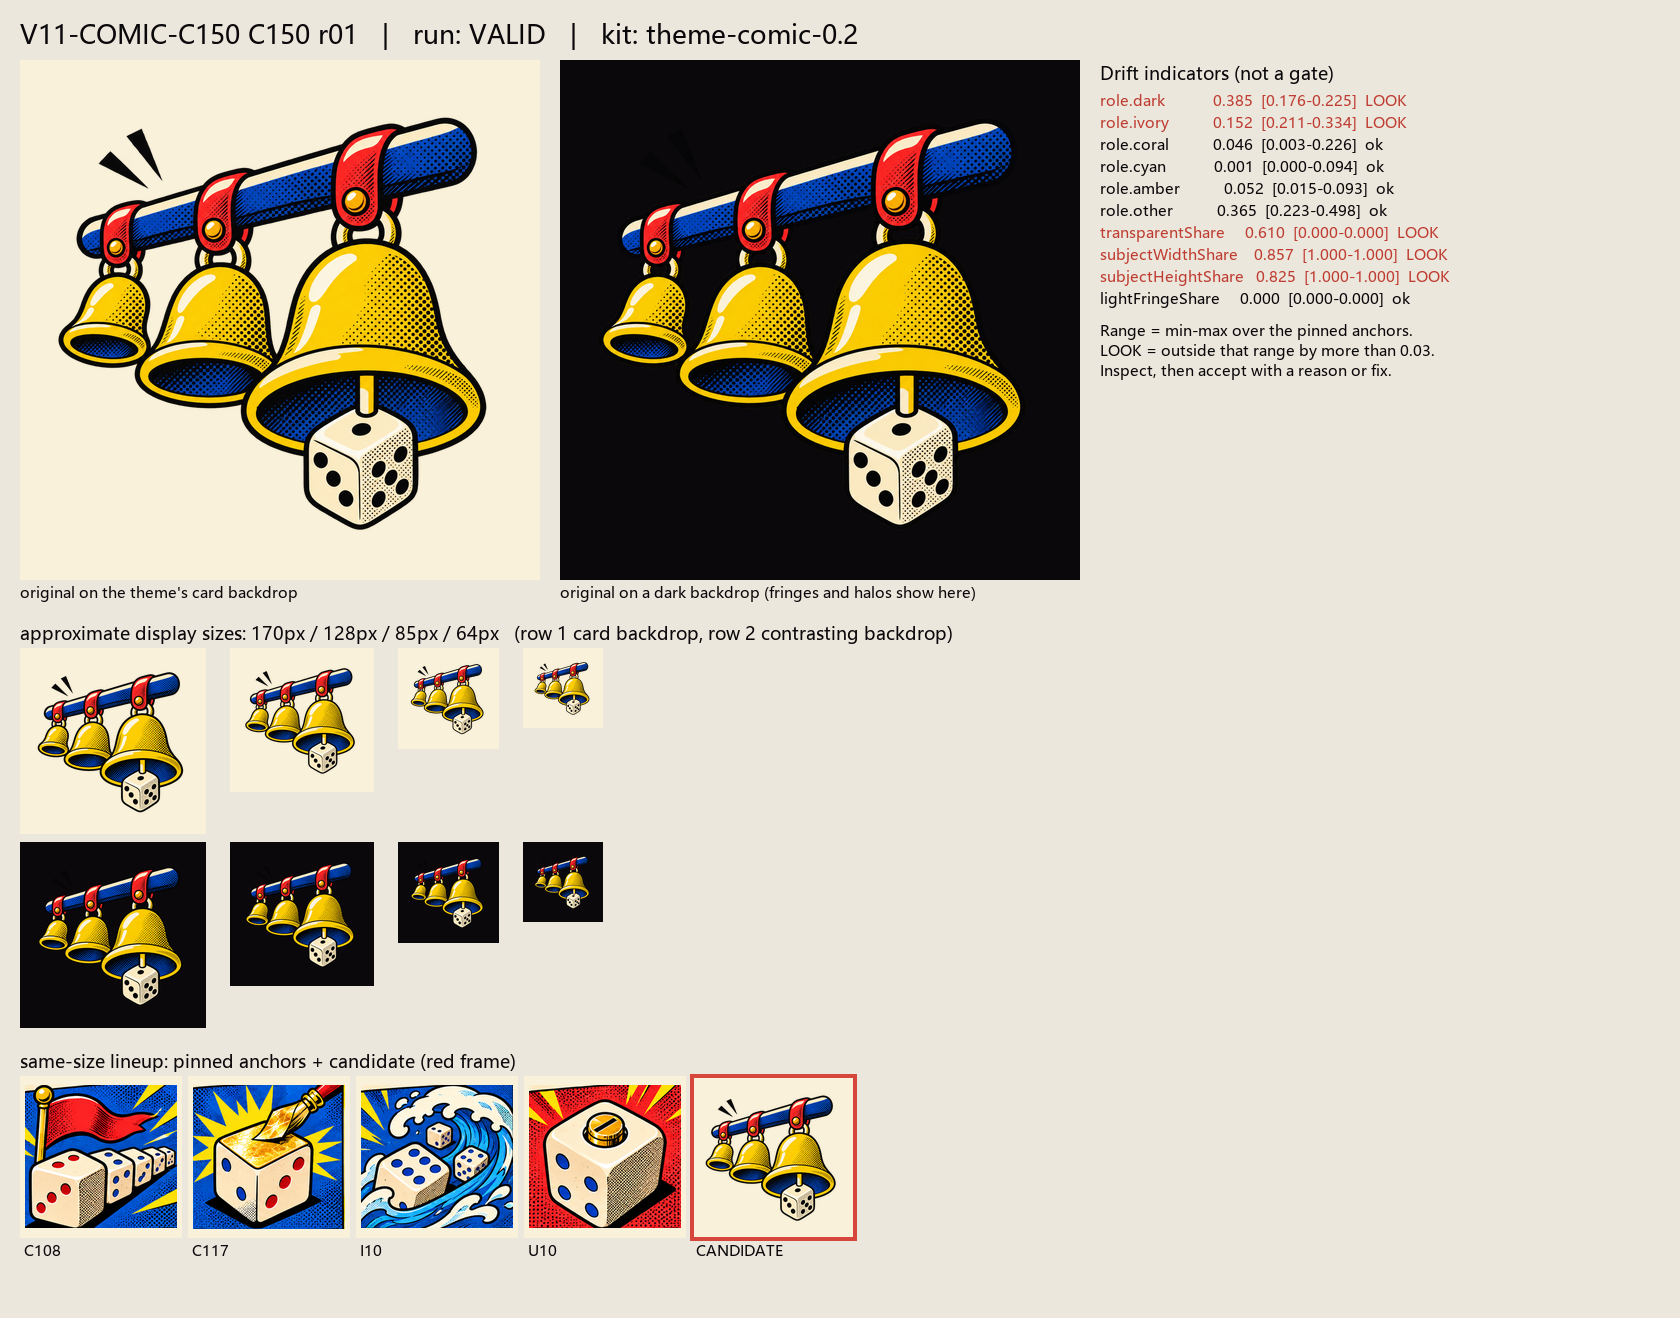 V11-COMIC-C150 C150 r01 | run: VALID | kit: theme-comic-0.2
Drift indicators (not a gate)
role.dark 0.385 [0.176-0.225] LOOK
role.ivory 0.152 [0.211-0.334] LOOK
role.coral 0.046 [0.003-0.226] ok
role.cyan 0.001 [0.000-0.094] ok
role.amber 0.052 [0.015-0.093] ok
role.other 0.365 [0.223-0.498] ok
transparentShare 0.610 [0.000-0.000] LOOK
subjectWidthShare 0.857 [1.000-1.000] LOOK
subjectHeightShare 0.825 [1.000-1.000] LOOK
lightFringeShare 0.000 [0.000-0.000] ok
Range = min-max over the pinned anchors.
LOOK = outside that range by more than 0.03.
Inspect, then accept with a reason or fix.
original on the theme's card backdrop
original on a dark backdrop (fringes and halos show here)
approximate display sizes: 170px / 128px / 85px / 64px (row 1 card backdrop, row 2 contrasting backdrop)
same-size lineup: pinned anchors + candidate (red frame)
C108
C117
I10
U10
CANDIDATE